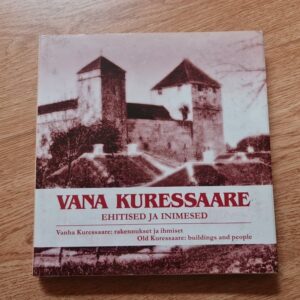 VANA KURESSAARE
EHITISED JA INIMESED
Vanha Kuressaare: rakennukset ja ihmiset
Old Kuressaare: buildings and people